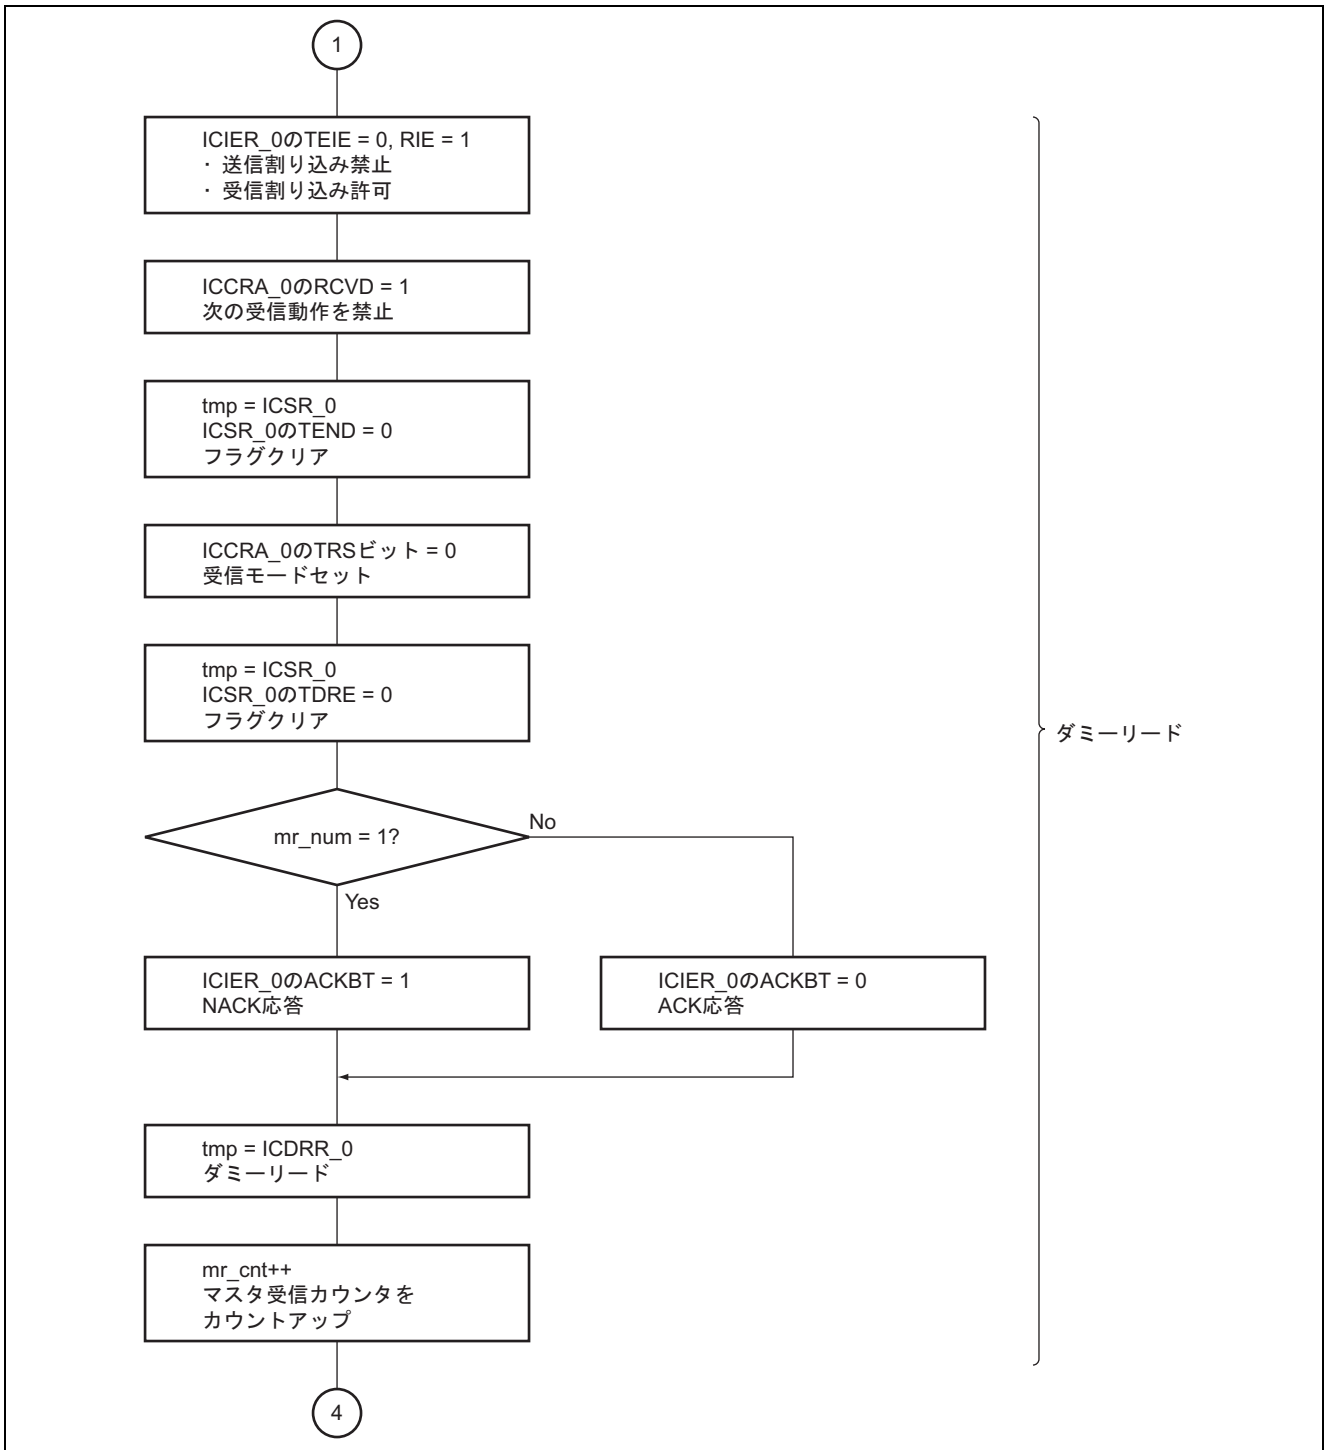 1
ICIER_0のTEIE = 0, RIE = 1
· 送信割り込み禁止
· 受信割り込み許可
ICCRA_0のRCVD = 1
次の受信動作を禁止
tmp = ICSR_0
ICSR_0のTEND = 0
フラグクリア
ICCRA_0のTRSビット = 0
受信モードセット
tmp = ICSR_0
ICSR_0のTDRE = 0
フラグクリア
ダミーリード
mr_num = 1?
No
Yes
ICIER_0のACKBT = 1
NACK応答
ICIER_0のACKBT = 0
ACK応答
tmp = ICDRR_0
ダミーリード
mr_cnt++
マスタ受信カウンタを
カウントアップ
4